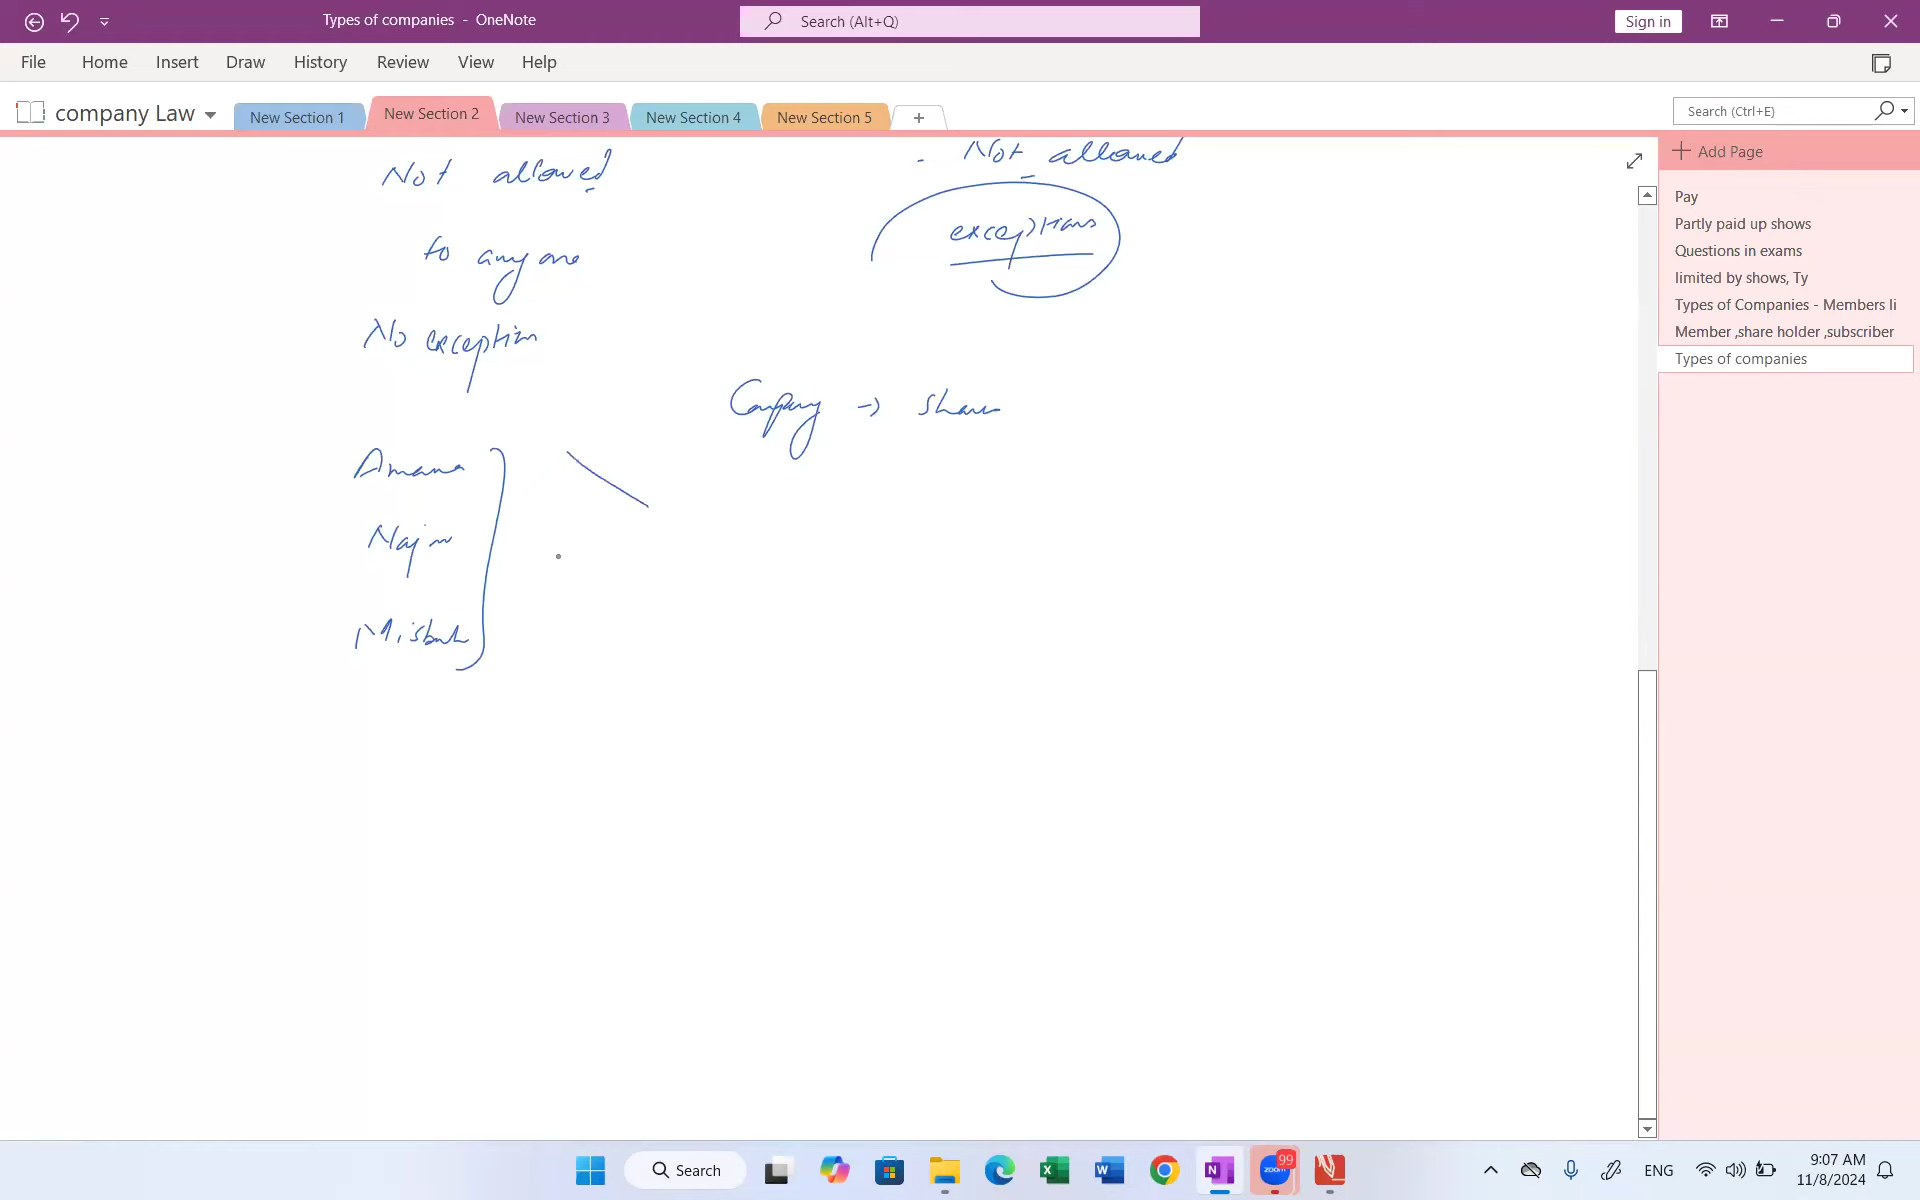 Types of companies - OneNote
Search (Alt+Q)
Sign in
File Home Insert Draw History Review View Help
company Law
New Section 1
New Section 2
New Section 3
New Section 4
New Section 5
+
Search (Ctrl+E)
Add Page
Pay
Partly paid up shows
Questions in exams
limited by shows, Ty
Types of Companies - Members li
Member ,share holder ,subscriber
Types of companies
Not allowed
to any one
No exception
- Not allowed
exceptions
Company → share
Amana
Najm
Misbah
Search
99
zoom
ENG
9:07 AM
11/8/2024